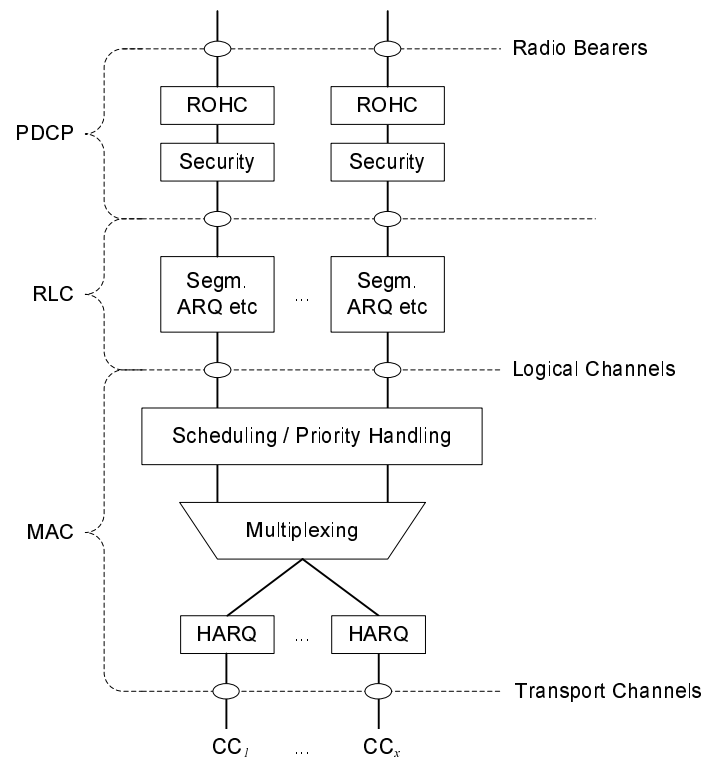 Radio Bearers
ROHC ROHC
PDCP
Security Security
Segm. ARQ etc ... Segm. ARQ etc
RLC
Logical Channels
Scheduling / Priority Handling
Multiplexing
MAC
HARQ ... HARQ
Transport Channels
CCl ... CCx